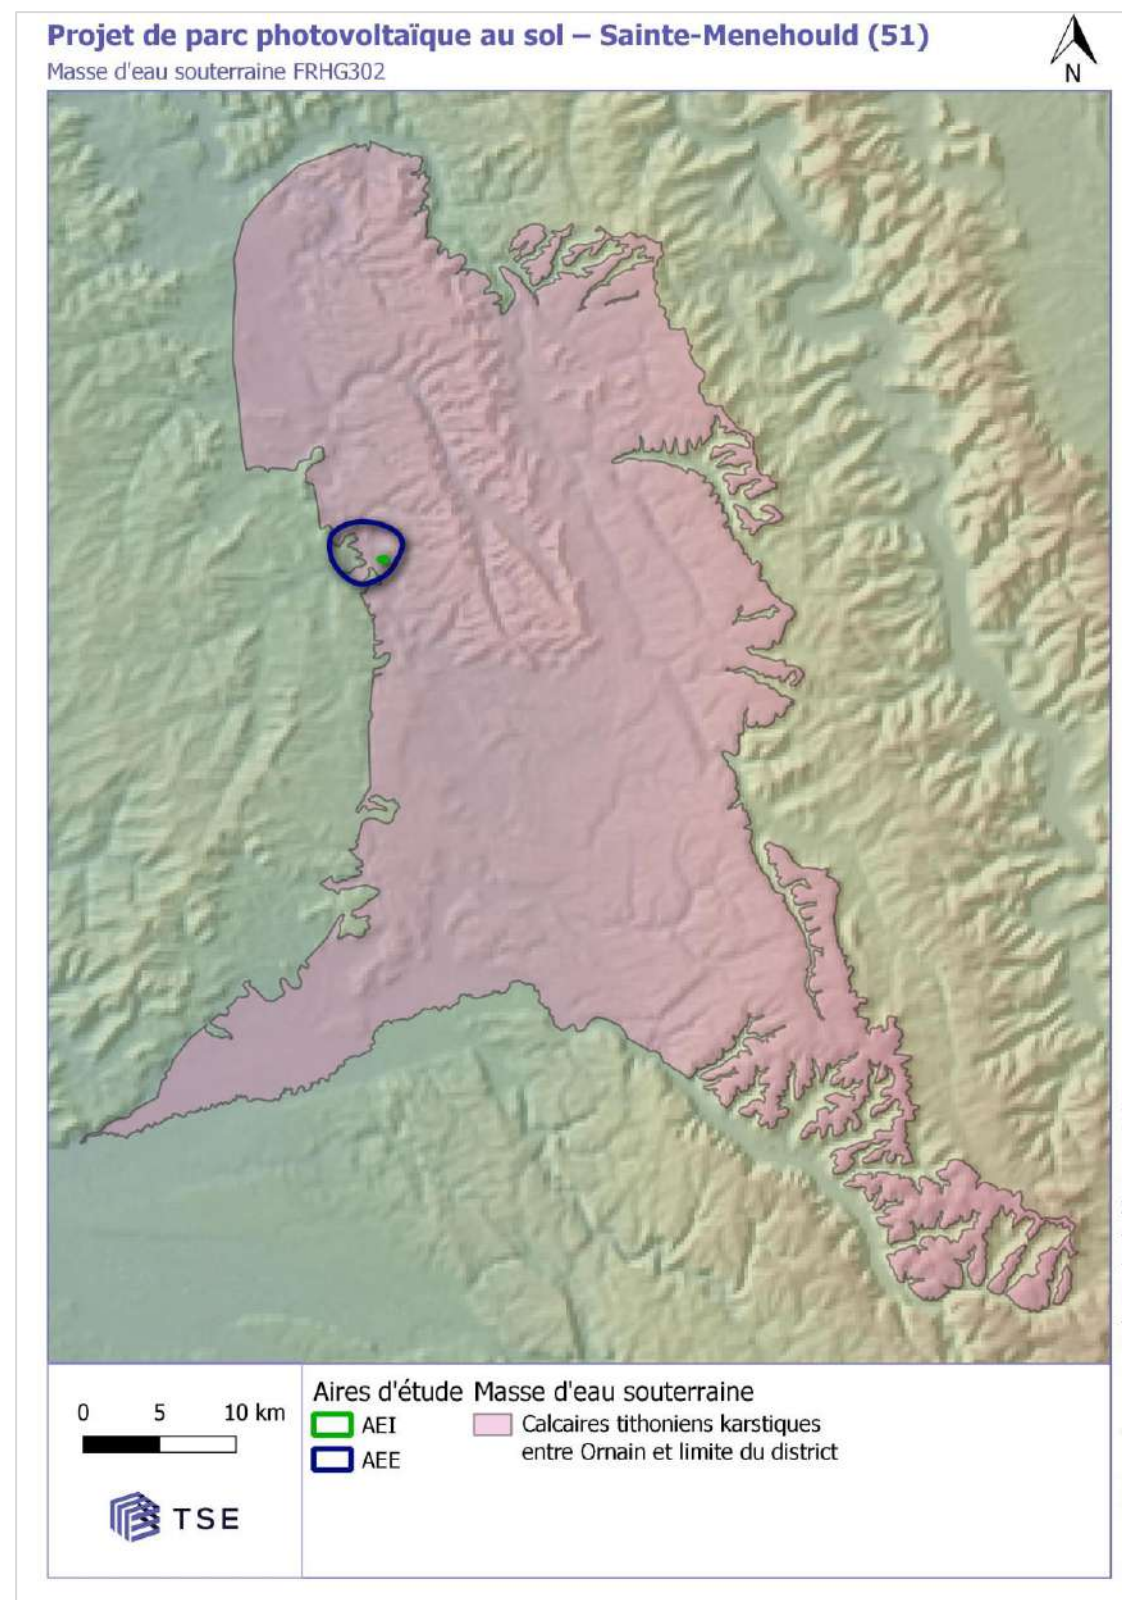 Projet de parc photovoltaïque au sol – Sainte-Menehould (51)
Masse d'eau souterraine FRHG302
N
0 5 10 km
TSE
Aires d'étude
AEI
AEE
Masse d'eau souterraine
Calcaires tithoniens karstiques
entre Ornain et limite du district